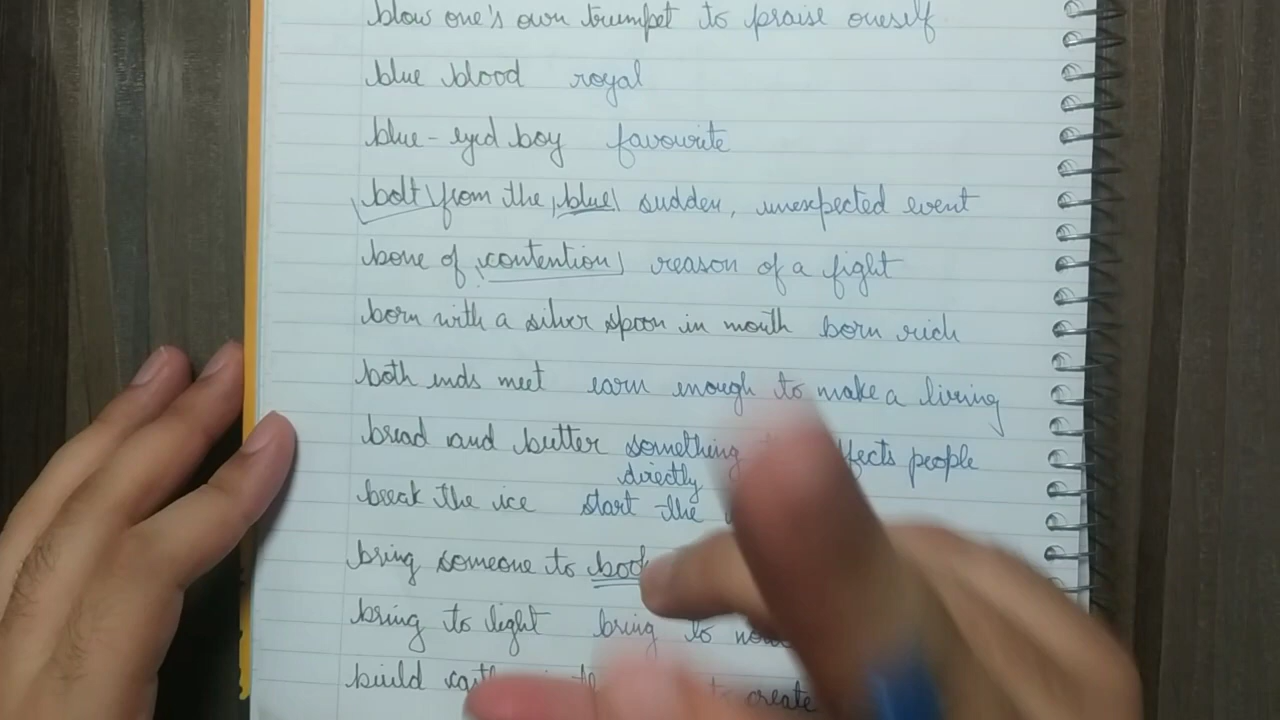 blow one's own trumpet to praise oneself
blue blood royal
blue-eyed boy favourite
bolt from the blue sudden, unexpected event
bone of contention reason of a fight
born with a silver spoon in mouth born rich
both ends meet earn enough to make a living
bread and butter something people
directly
break the ice start the
bring someone to
bring to light bring to
build create